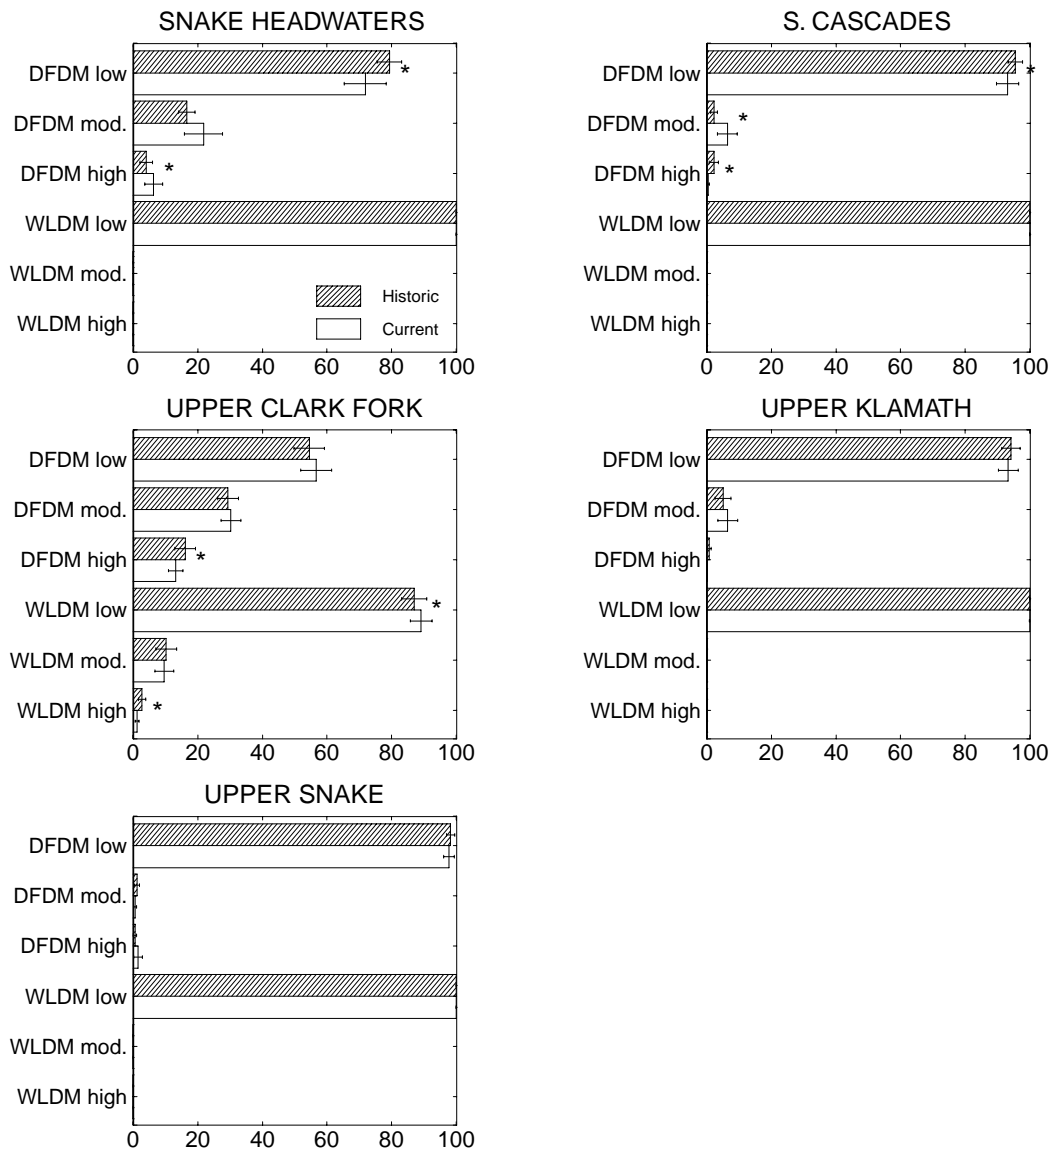 SNAKE HEADWATERS
DFDM low
*
DFDM mod.
DFDM high
*
WLDM low
WLDM mod.
WLDM high
Historic
Current
0 20 40 60 80 100
S. CASCADES
DFDM low
*
DFDM mod.
*
DFDM high
*
WLDM low
WLDM mod.
WLDM high
0 20 40 60 80 100
UPPER CLARK FORK
DFDM low
DFDM mod.
DFDM high
*
WLDM low
*
WLDM mod.
WLDM high
*
0 20 40 60 80 100
UPPER KLAMATH
DFDM low
DFDM mod.
DFDM high
WLDM low
WLDM mod.
WLDM high
0 20 40 60 80 100
UPPER SNAKE
DFDM low
DFDM mod.
DFDM high
WLDM low
WLDM mod.
WLDM high
0 20 40 60 80 100